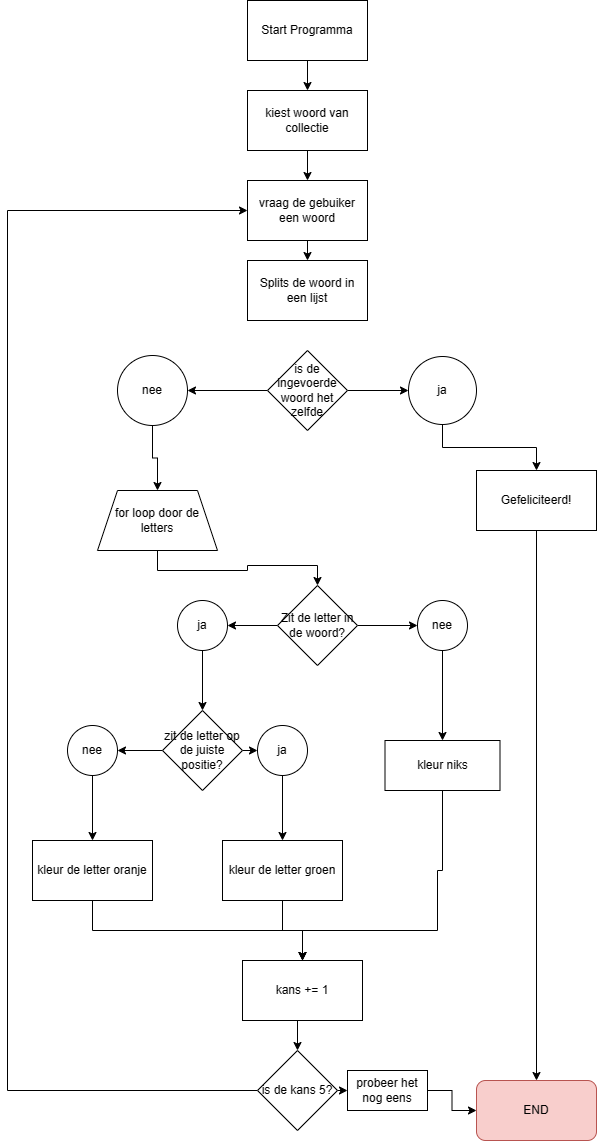 Start Programma
kiest woord van
collectie
vraag de gebuiker
een woord
Splits de woord in
een lijst
nee
is de
ingevoerde
woord het
zelfde
ja
for loop door de
letters
Gefeliciteerd!
ja
Zit de letter in
de woord?
nee
nee
zit de letter op
de juiste
positie?
ja
kleur niks
kleur de letter oranje
kleur de letter groen
kans += 1
is de kans 5?
probeer het
nog eens
END